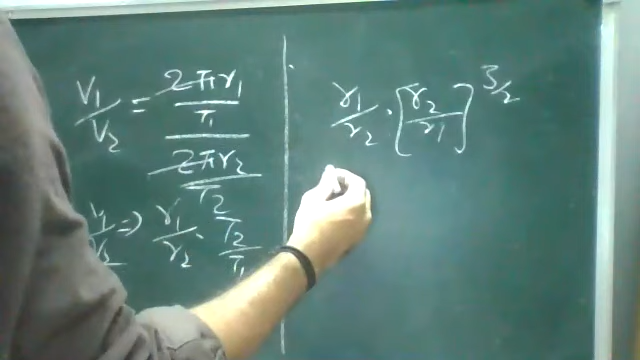 V₁/V₂ = (2πr₁/T₁)/(2πr₂/T₂)
V₁/V₂ ⇒ r₁/r₂ · T₂/T₁
r₁/r₂ · [r₂/r₁]^3/2